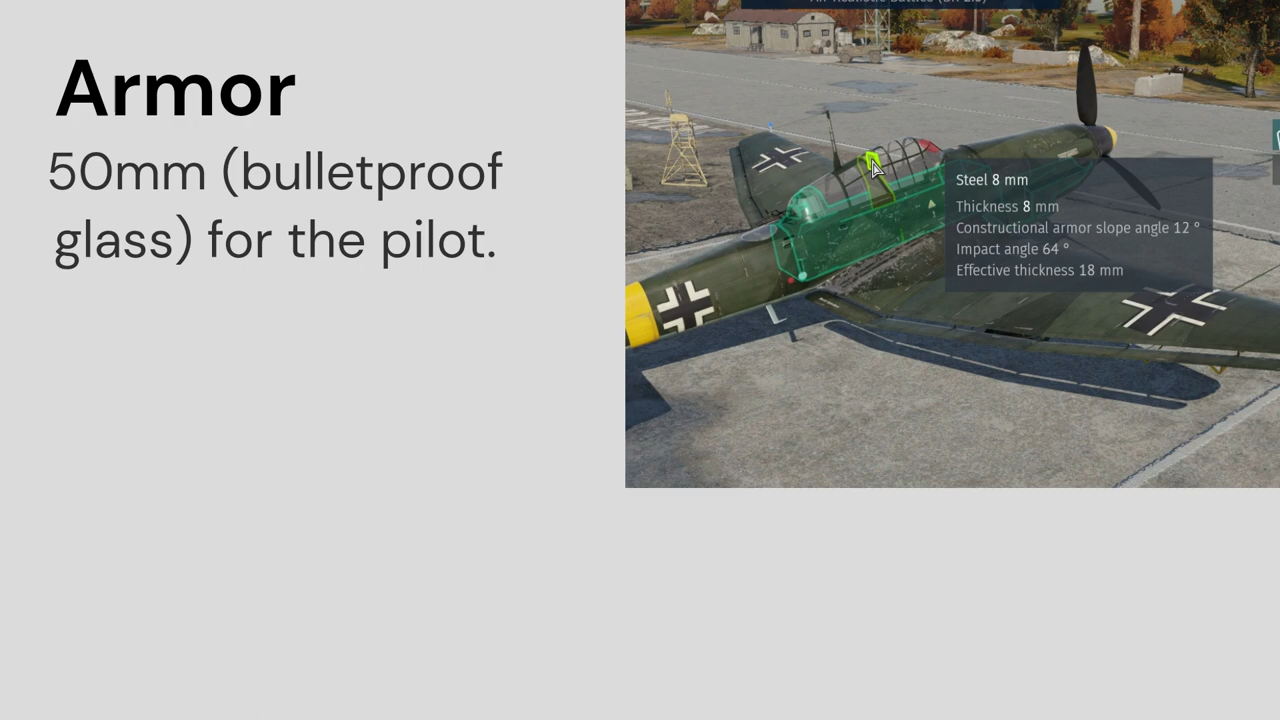 Armor
50mm (bulletproof
glass) for the pilot.
Steel 8 mm
Thickness 8 mm
Constructional armor slope angle 12 °
Impact angle 64 °
Effective thickness 18 mm